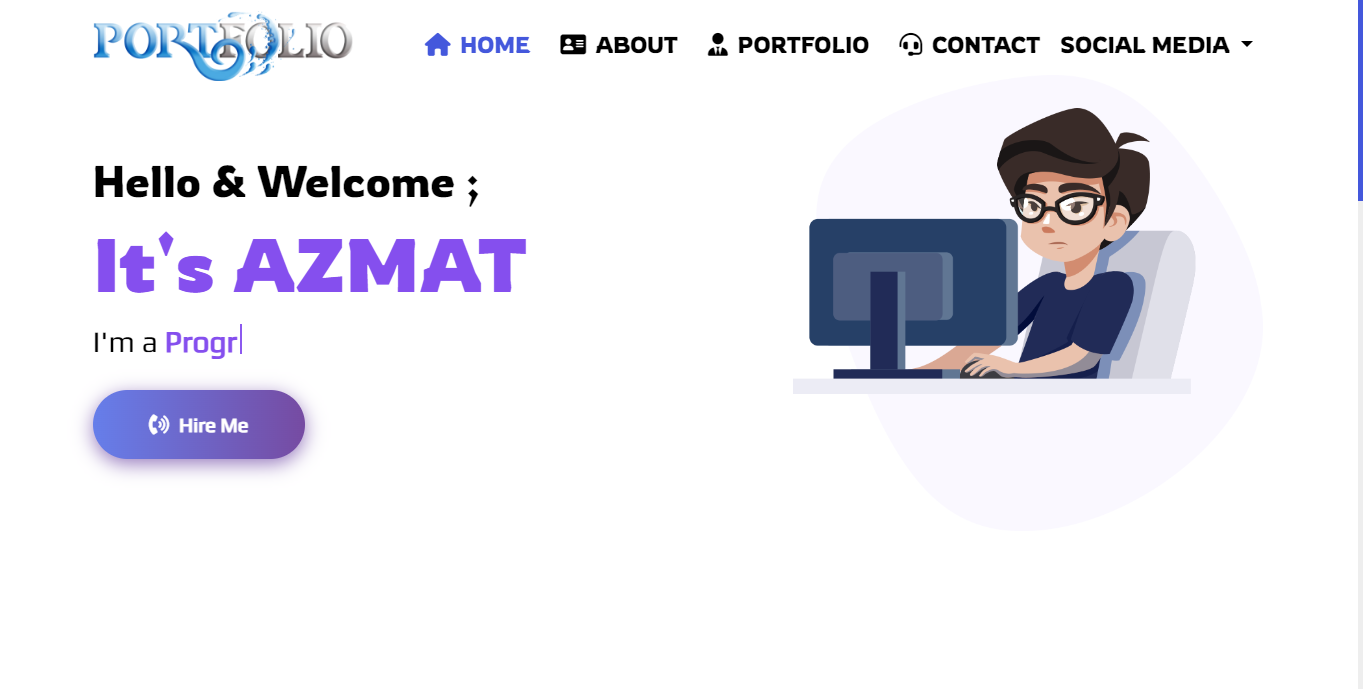 PORTFOLIO HOME ABOUT PORTFOLIO CONTACT SOCIAL MEDIA
Hello & Welcome ;
It's AZMAT
I'm a Progr
Hire Me